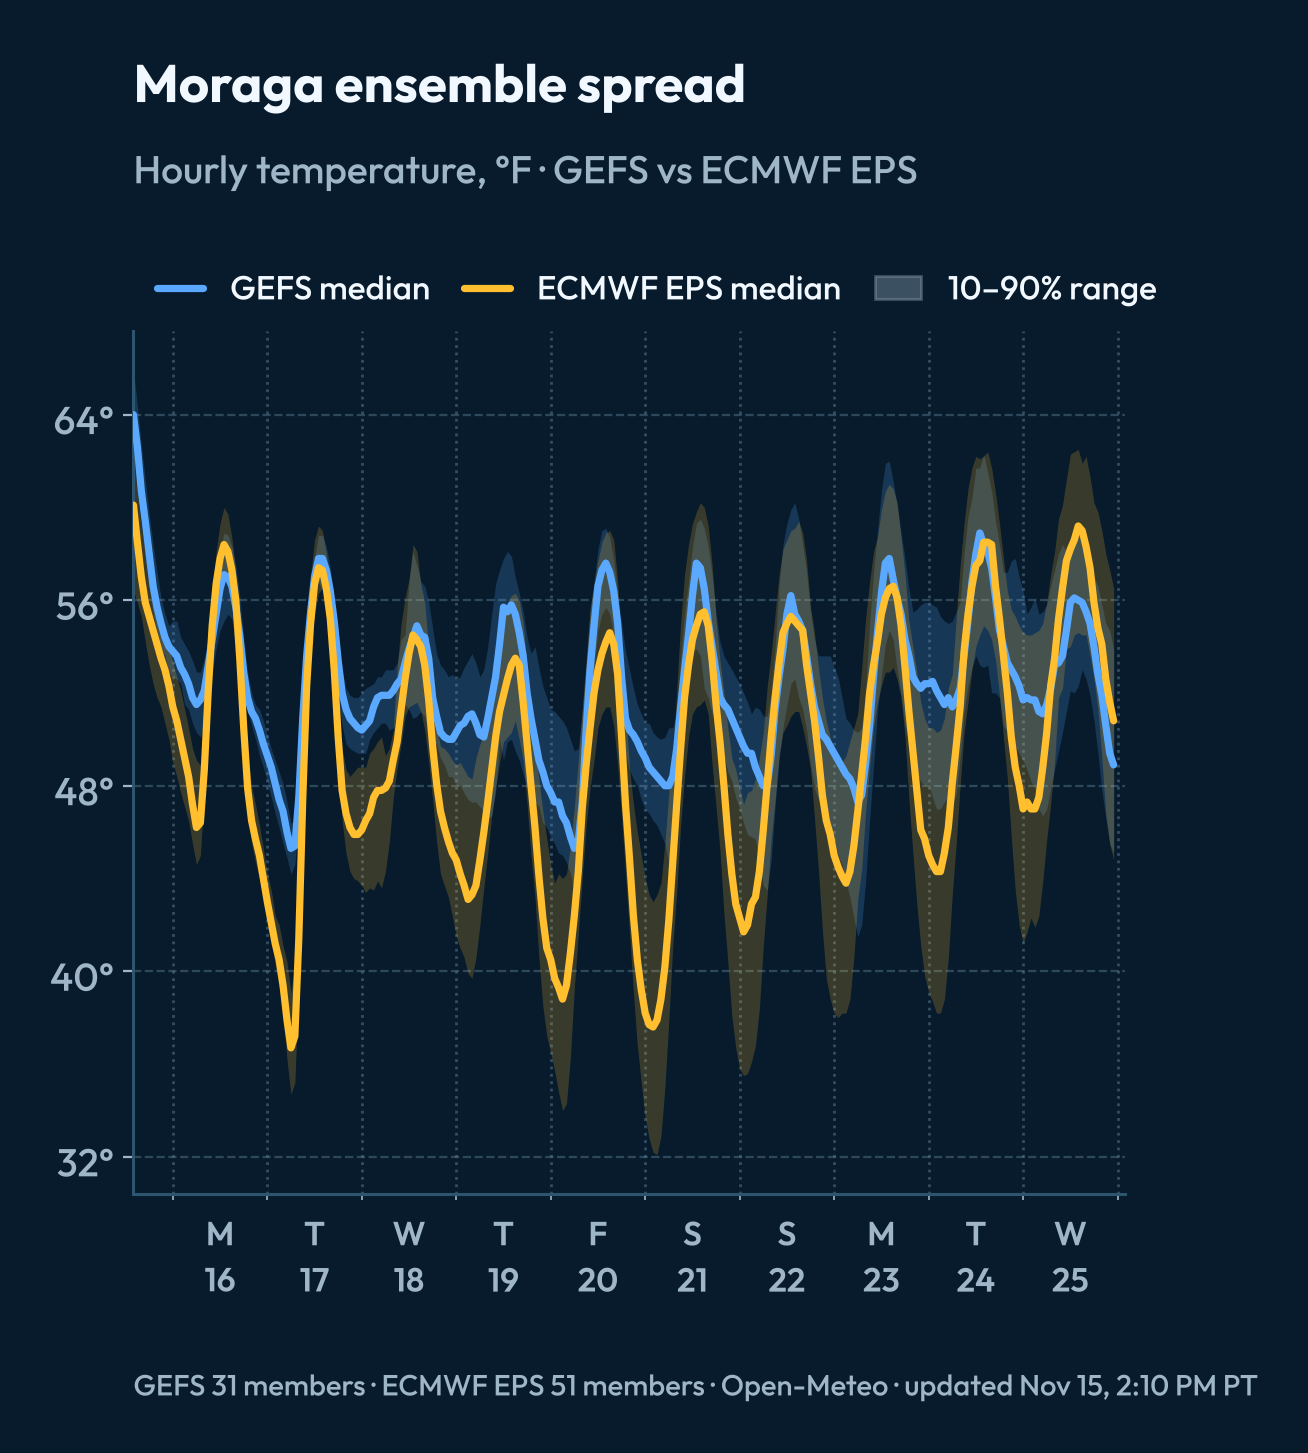 Moraga ensemble spread
Hourly temperature, °F · GEFS vs ECMWF EPS
GEFS median ECMWF EPS median 10–90% range
64°
56°
48°
40°
32°
M T W T F S S M T W
16 17 18 19 20 21 22 23 24 25
GEFS 31 members · ECMWF EPS 51 members · Open-Meteo · updated Nov 15, 2:10 PM PT